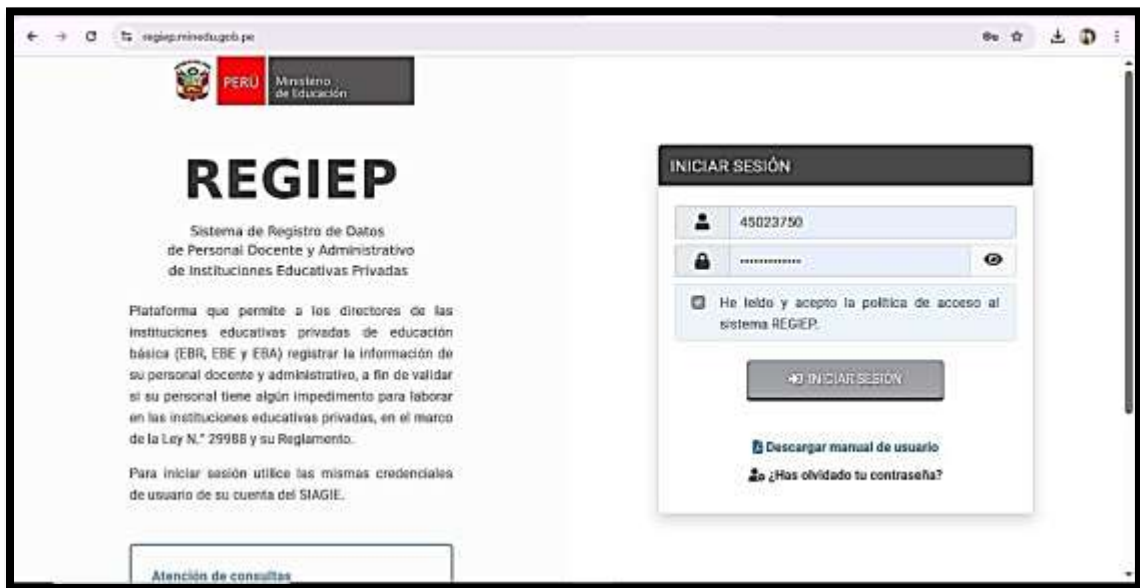 regiep.minedu.gob.pe
PERÚ
Ministerio
de Educación
REGIEP
Sistema de Registro de Datos
de Personal Docente y Administrativo
de Instituciones Educativas Privadas
Plataforma que permite a los directores de las
instituciones educativas privadas de educación
básica (EBR, EBE y EBA) registrar la información de
su personal docente y administrativo, a fin de validar
si su personal tiene algún impedimento para laborar
en las instituciones educativas privadas, en el marco
de la Ley N.° 29988 y su Reglamento.
Para iniciar sesión utilice las mismas credenciales
de usuario de su cuenta del SIAGIE.
Atención de consultas
INICIAR SESIÓN
45023750
He leído y acepto la política de acceso al
sistema REGIEP.
INICIAR SESIÓN
Descargar manual de usuario
¿Has olvidado tu contraseña?